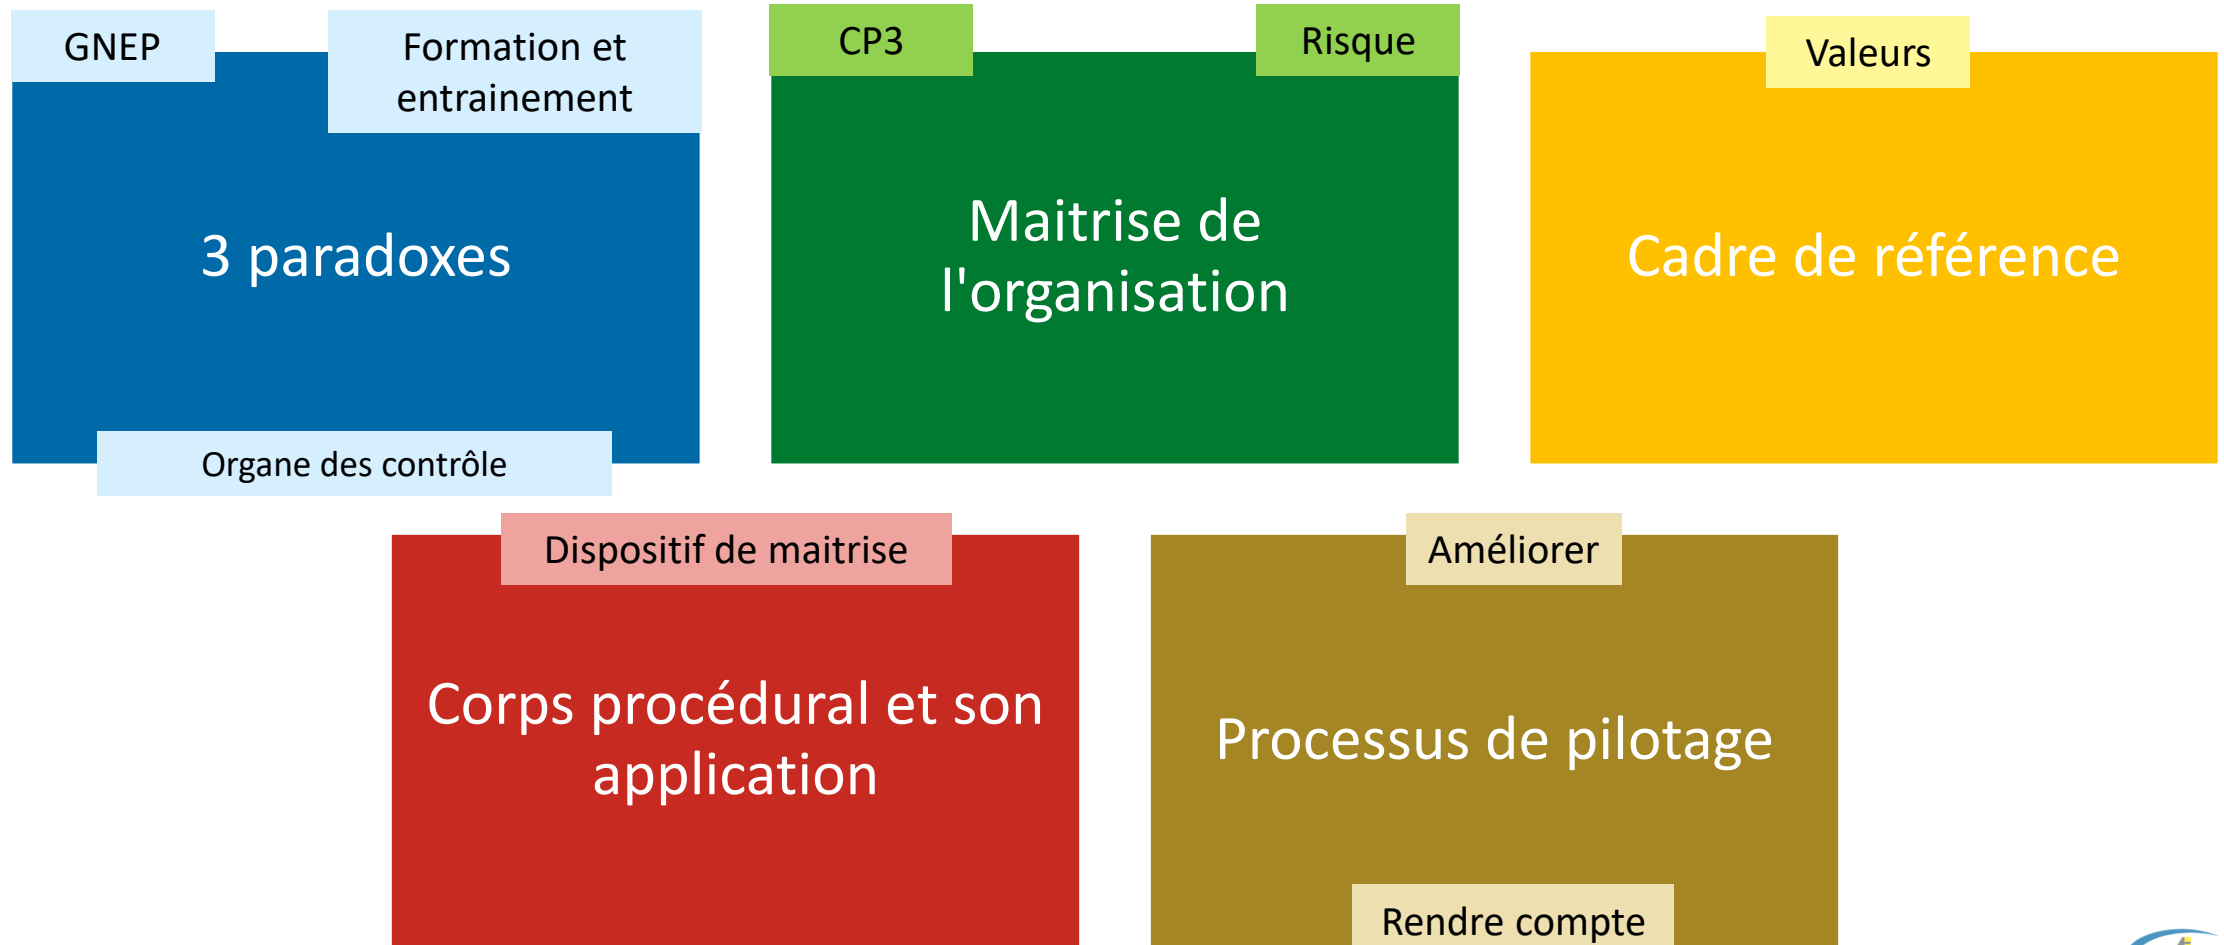 GNEP
Formation et
entrainement
3 paradoxes
Organe des contrôle
CP3
Risque
Maitrise de
l'organisation
Valeurs
Cadre de référence
Dispositif de maitrise
Corps procédural et son
application
Améliorer
Processus de pilotage
Rendre compte